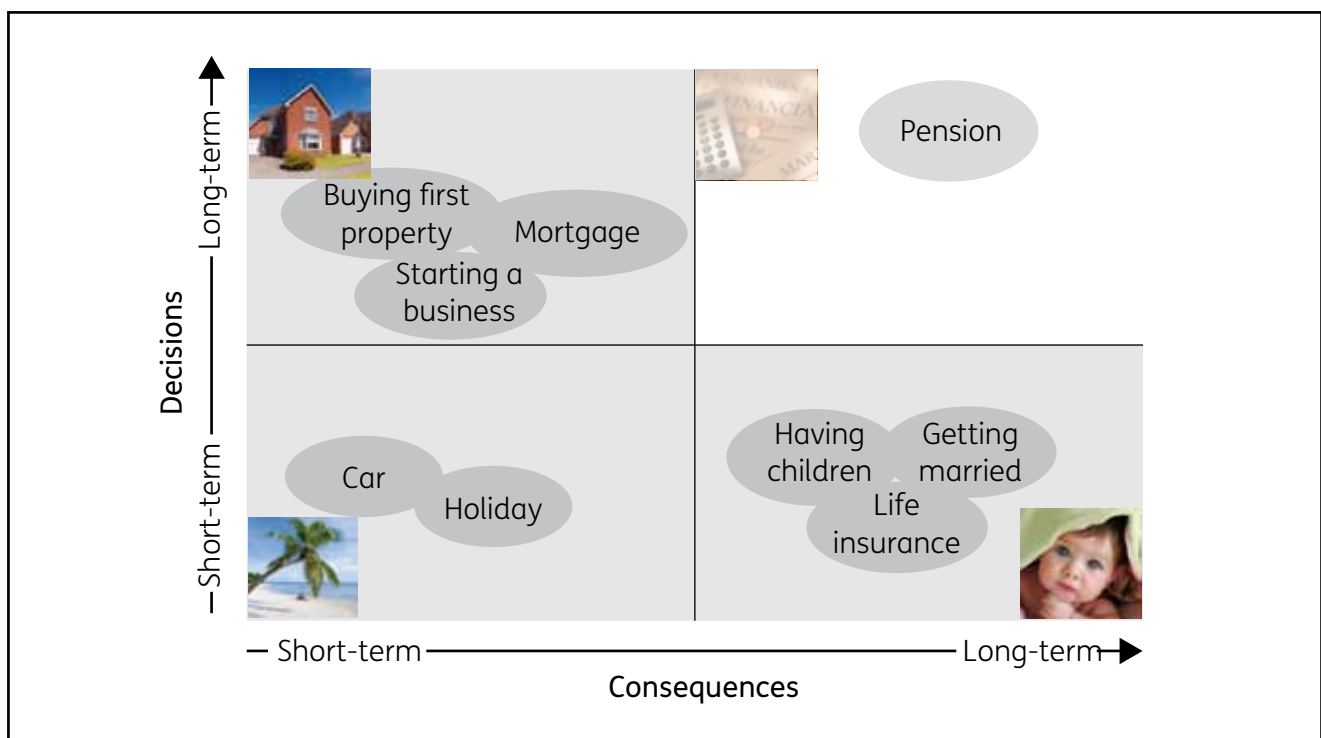 FINANCIAL
Pension
Buying first
property
Mortgage
Starting a
business
Having
children
Getting
married
Car
Holiday
Life
insurance
Decisions
Long-term
Short-term
Short-term
Long-term
Consequences